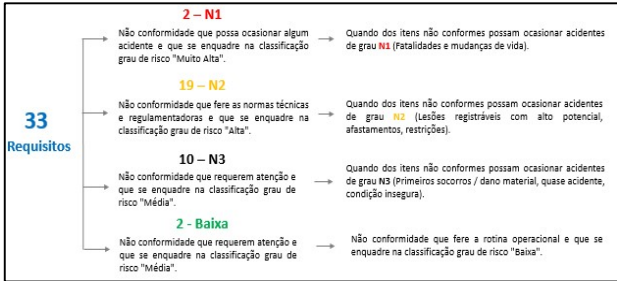 33
Requisitos
2 – N1
Não conformidade que possa ocasionar algum
acidente e que se enquadre na classificação
grau de risco "Muito Alta".
Quando dos itens não conformes possam ocasionar acidentes
de grau N1 (Fatalidades e mudanças de vida).
19 – N2
Não conformidade que fere as normas técnicas
e regulamentadoras e que se enquadre na
classificação grau de risco "Alta".
Quando dos itens não conformes possam ocasionar acidentes
de grau N2 (Lesões registráveis com alto potencial,
afastamentos, restrições).
10 – N3
Não conformidade que requerem atenção e
que se enquadre na classificação grau de
risco "Média".
Quando dos itens não conformes possam ocasionar acidentes
de grau N3 (Primeiros socorros / dano material, quase acidente,
condição insegura).
2 - Baixa
Não conformidade que requerem atenção e
que se enquadre na classificação grau de
risco "Média".
Não conformidade que fere a rotina operacional e que se
enquadre na classificação grau de risco "Baixa".